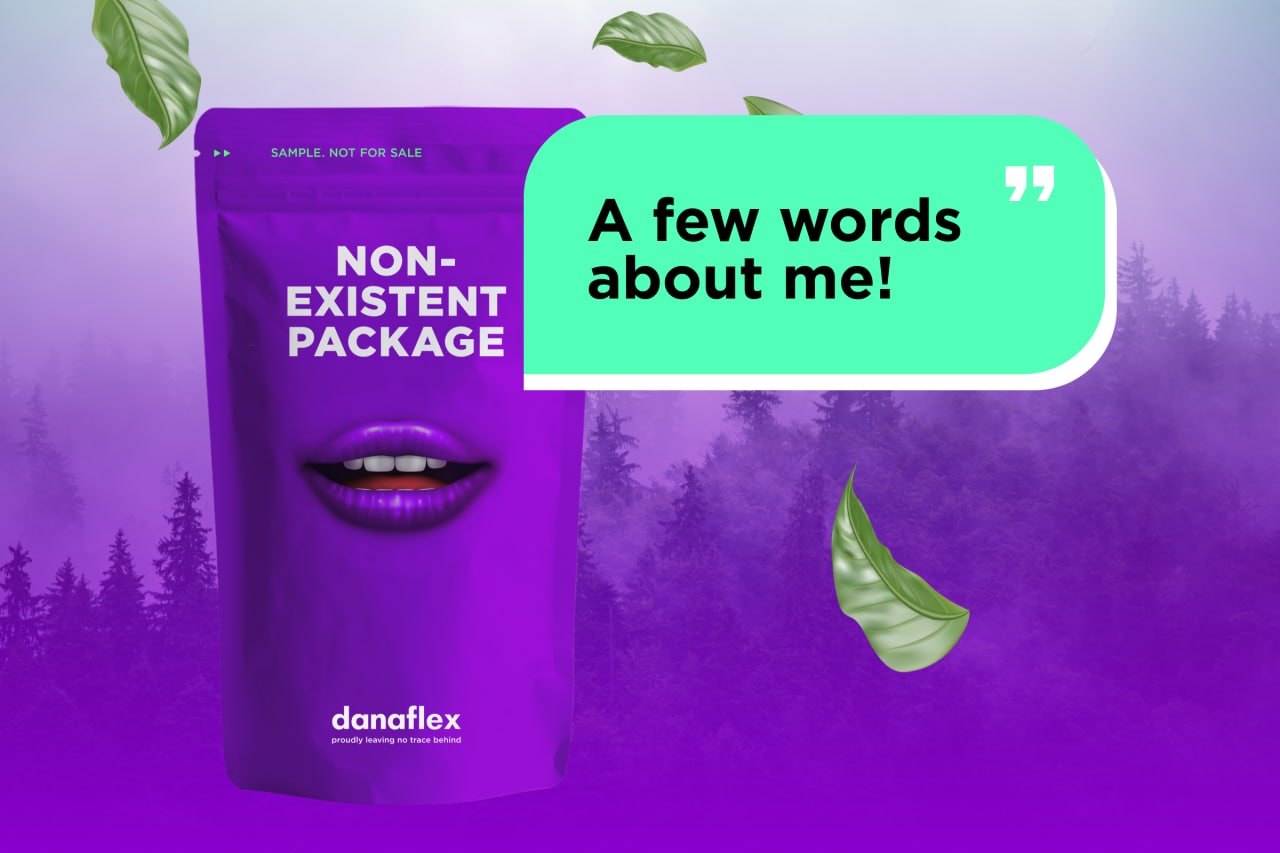 SAMPLE. NOT FOR SALE
NON-
EXISTENT
PACKAGE
danaflex
proudly leaving no trace behind
A few words
about me!
”